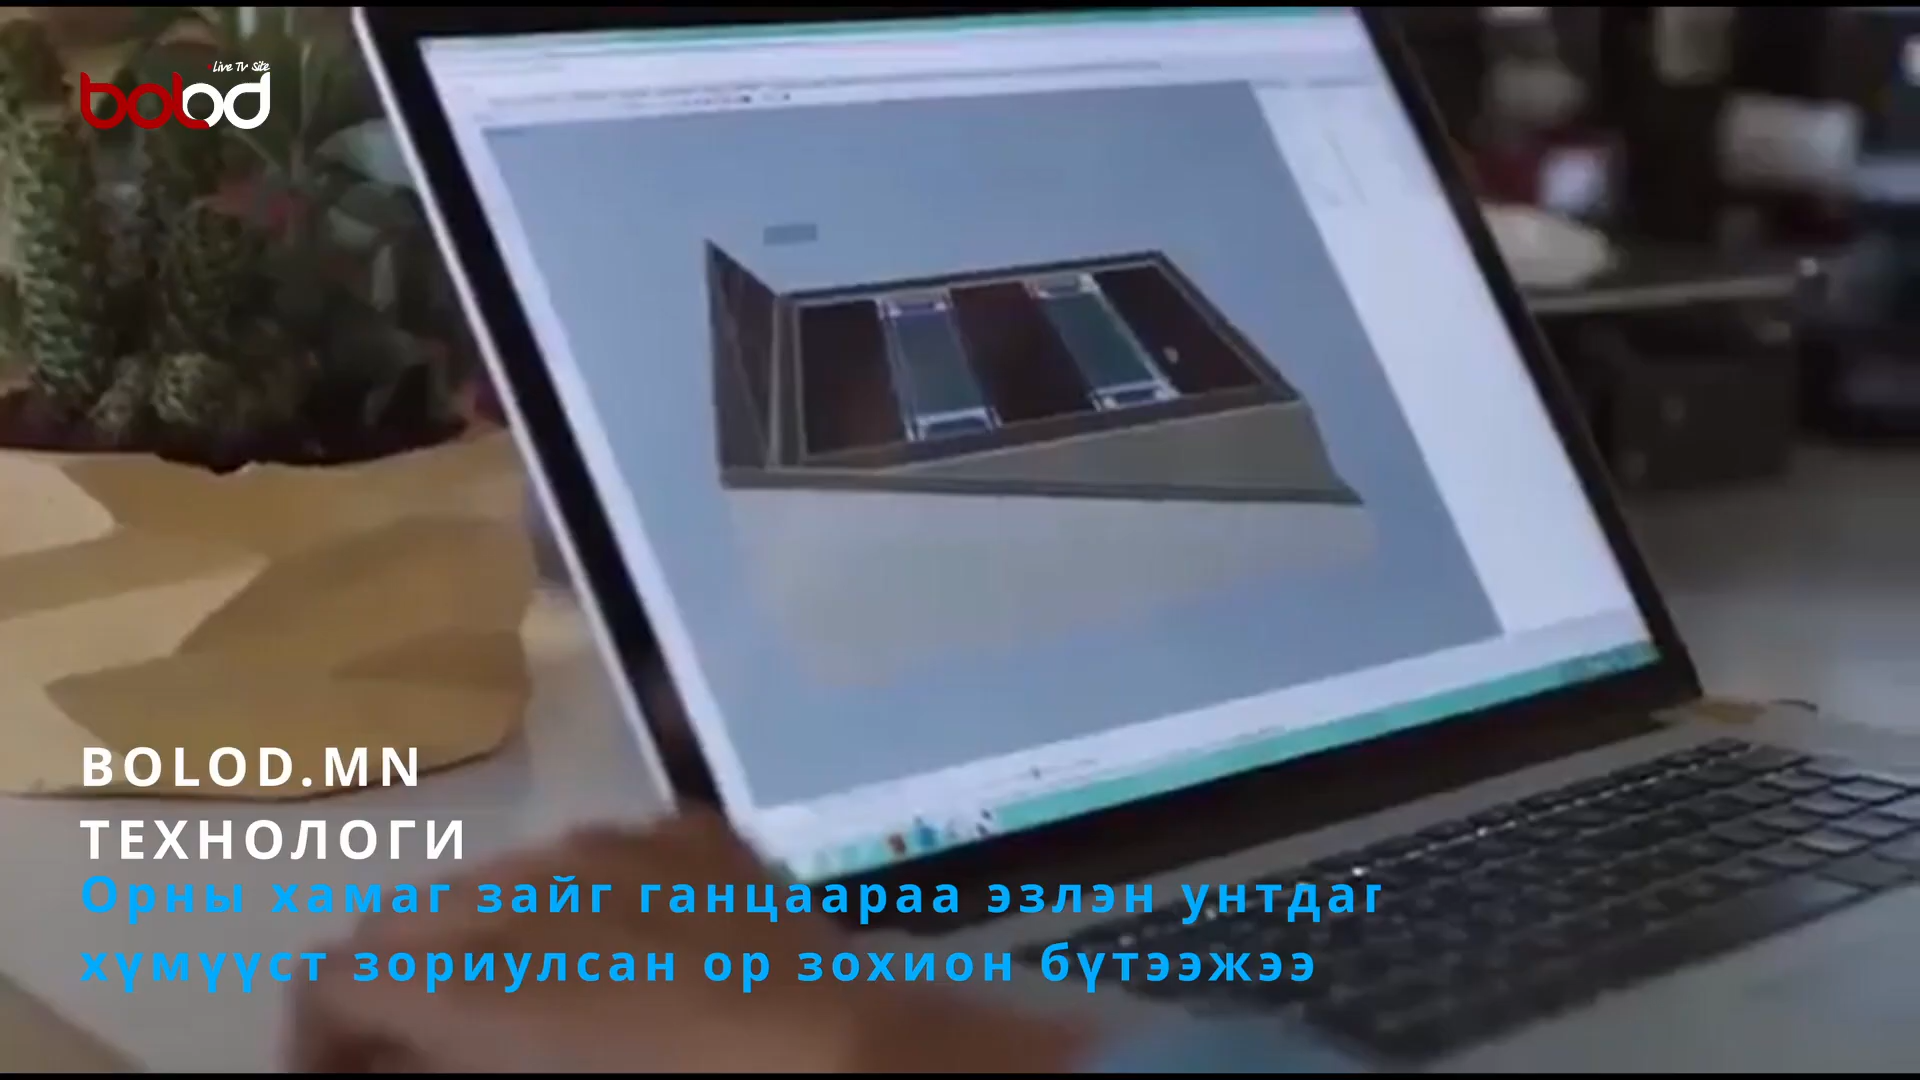 Live Tv Site
bolod
BOLOD.MN
ТЕХНОЛОГИ
Орны хамаг зайг ганцаараа эзлэн унтдаг
хүмүүст зориулсан ор зохион бүтээжээ